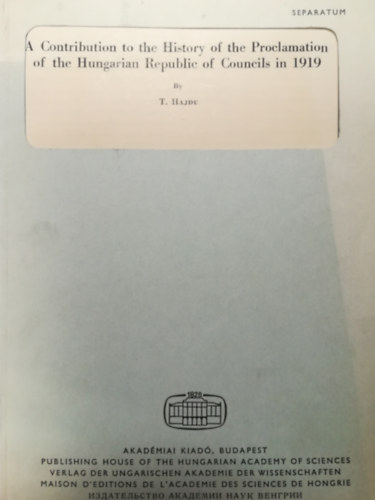 SEPARATUM
A Contribution to the History of the Proclamation
of the Hungarian Republic of Councils in 1919
By
T. Hajdu
1828
AKADÉMIAI KIADÓ, BUDAPEST
PUBLISHING HOUSE OF THE HUNGARIAN ACADEMY OF SCIENCES
VERLAG DER UNGARISCHEN AKADEMIE DER WISSENSCHAFTEN
MAISON D'EDITIONS DE L'ACADEMIE DES SCIENCES DE HONGRIE
ИЗДАТЕЛЬСТВО АКАДЕМИИ НАУК ВЕНГРИИ